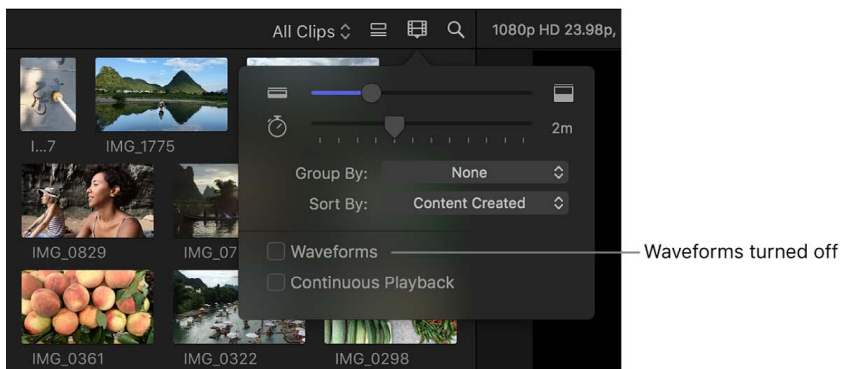 All Clips
1080p HD 23.98p,
I...7
IMG_1775
2m
Group By: None
Sort By: Content Created
IMG_0829
IMG_07
Waveforms
Waveforms turned off
Continuous Playback
IMG_0361
IMG_0322
IMG_0298